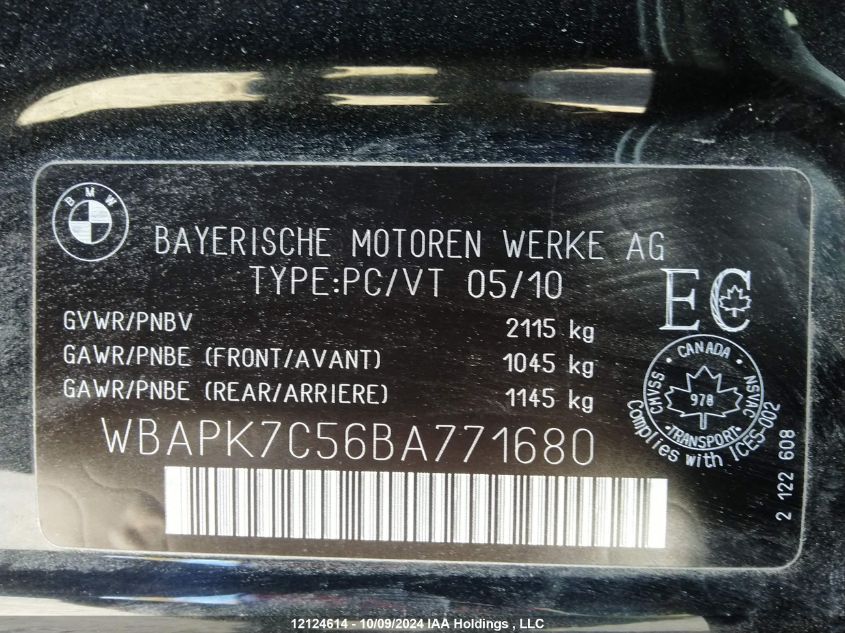 BMW
BAYERISCHE MOTOREN WERKE AG
TYPE:PC/VT 05/10
EC
GVWR/PNBV 2115 kg
GAWR/PNBE (FRONT/AVANT) 1045 kg
GAWR/PNBE (REAR/ARRIERE) 1145 kg
CANADA
CMVSS NSVAC
978
TRANSPORT
Complies with ICES-002
WBAPK7C56BA771680
2 122 608
12124614 - 10/09/2024 IAA Holdings , LLC